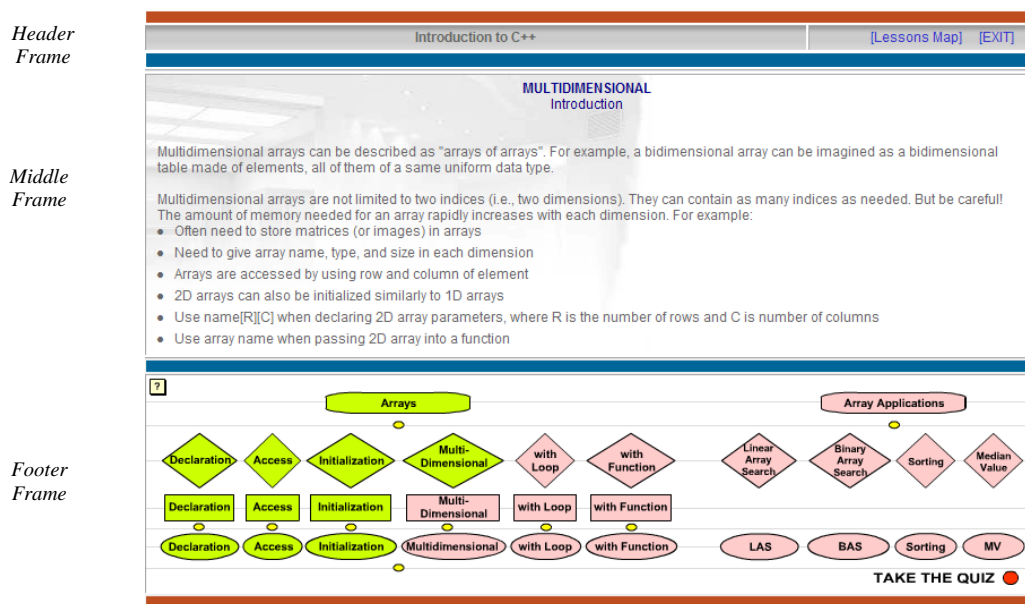 Header
Frame
Introduction to C++
[Lessons Map] [EXIT]
MULTIDIMENSIONAL
Introduction
Middle
Frame
Multidimensional arrays can be described as "arrays of arrays". For example, a bidimensional array can be imagined as a bidimensional
table made of elements, all of them of a same uniform data type.
Multidimensional arrays are not limited to two indices (i.e., two dimensions). They can contain as many indices as needed. But be careful!
The amount of memory needed for an array rapidly increases with each dimension. For example:
● Often need to store matrices (or images) in arrays
● Need to give array name, type, and size in each dimension
● Arrays are accessed by using row and column of element
● 2D arrays can also be initialized similarly to 1D arrays
● Use name[R][C] when declaring 2D array parameters, where R is the number of rows and C is number of columns
● Use array name when passing 2D array into a function
Footer
Frame
?
Arrays
Array Applications
Declaration
Access
Initialization
Multi-
Dimensional
with
Loop
with
Function
Linear
Array
Search
Binary
Array
Search
Sorting
Median
Value
Declaration
Access
Initialization
Multi-
Dimensional
with Loop
with Function
Declaration
Access
Initialization
Multidimensional
with Loop
with Function
LAS
BAS
Sorting
MV
TAKE THE QUIZ